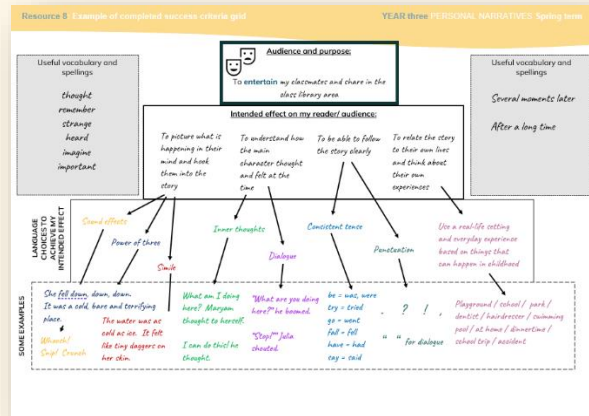 Resource 8 Example of completed success criteria grid
YEAR three PERSONAL NARRATIVES Spring term
Audience and purpose:
To entertain my classmates and share in the
class library area
Useful vocabulary and
spellings
thought
remember
strange
heard
imagine
important
Useful vocabulary and
spellings
Several moments later
After a long time
Intended effect on my reader/ audience:
To picture what is
happening in their
mind and hook
them into the
story
To understand how
the main
character thought
and felt at the
time
To be able to follow
the story clearly
To relate the story
to their own lives
and think about
their own
experiences
LANGUAGE
CHOICES TO
ACHIEVE MY
INTENDED EFFECT
Sound effects
Power of three
Simile
Inner thoughts
Dialogue
Consistent tense
Punctuation
Use a real-life setting
and everyday experience
based on things that
can happen in childhood
SOME EXAMPLES
She fell down, down, down.
It was a cold, bare and terrifying
place.
Whoosh!
Snip! Crunch
The water was as
cold as ice. It felt
like tiny daggers on
her skin.
What am I doing
here? Maryam
thought to herself.
I can do this! he
thought.
"What are you doing
here?" he boomed.
"Stop!" Julia
shouted.
be = was, were
try = tried
go = went
fall = fell
have = had
say = said
. ? ! ,
" " for dialogue
Playground / school / park /
dentist / hairdresser / swimming
pool / at home / dinnertime /
school trip / accident